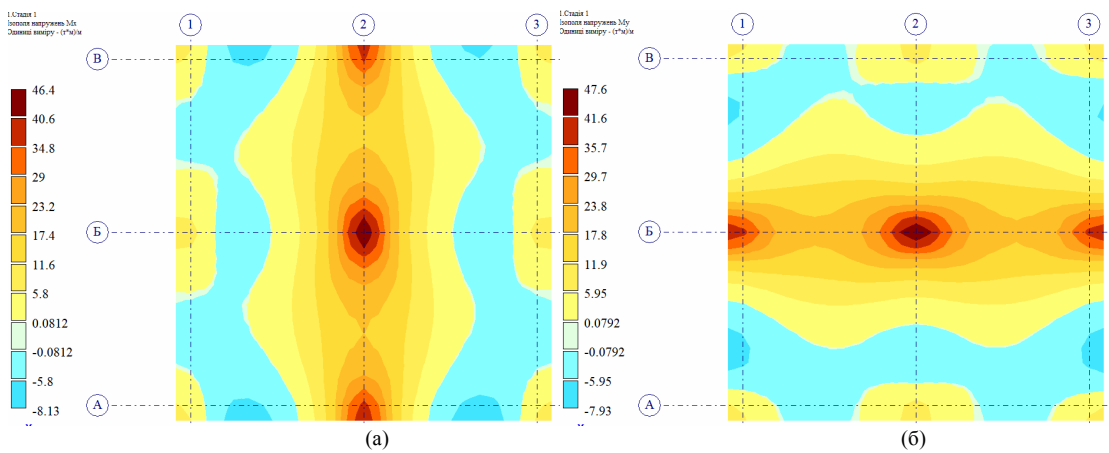 1.Стадія 1
Ізополя напружень Mx
Одиниці виміру - (т*м)/м
1
2
3
В
Б
А
46.4
40.6
34.8
29
23.2
17.4
11.6
5.8
0.0812
-0.0812
-5.8
-8.13
(а)
1.Стадія 1
Ізополя напружень My
Одиниці виміру - (т*м)/м
1
2
3
В
Б
А
47.6
41.6
35.7
29.7
23.8
17.8
11.9
5.95
0.0792
-0.0792
-5.95
-7.93
(б)